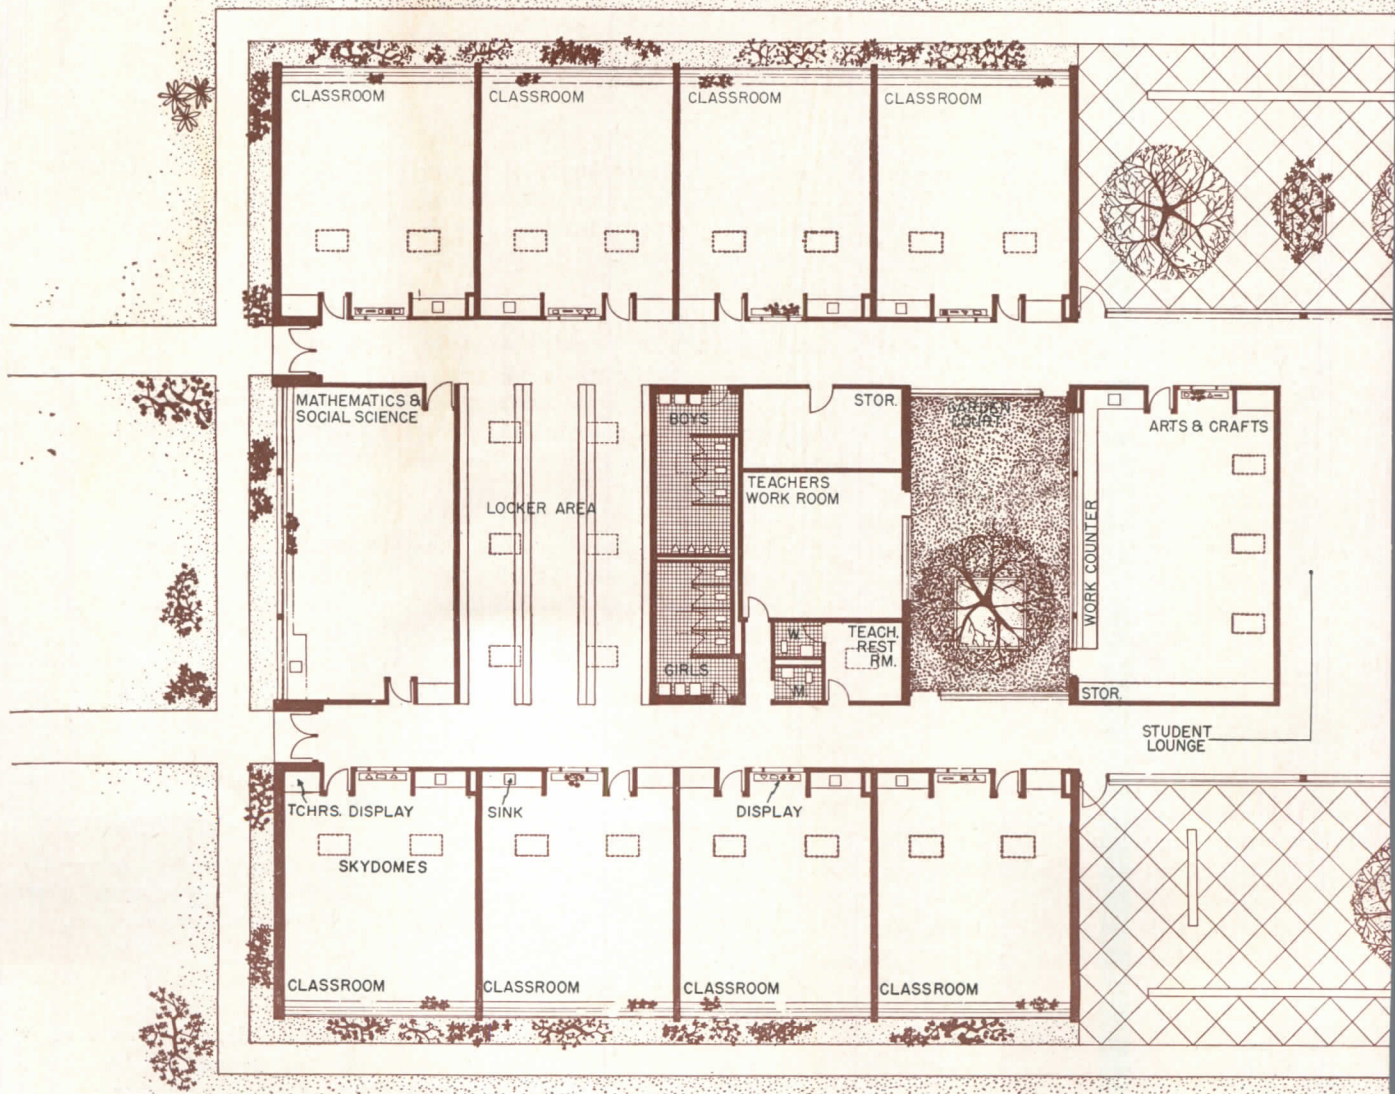 CLASSROOM
CLASSROOM
CLASSROOM
CLASSROOM
MATHEMATICS &
SOCIAL SCIENCE
BOYS
STOR.
GARDEN
COURT
ARTS & CRAFTS
TEACHERS
WORK ROOM
LOCKER AREA
WORK COUNTER
GIRLS
W.
M.
TEACH.
REST
RM.
STOR.
STUDENT
LOUNGE
TCHRS. DISPLAY
SINK
DISPLAY
SKYDOMES
CLASSROOM
CLASSROOM
CLASSROOM
CLASSROOM